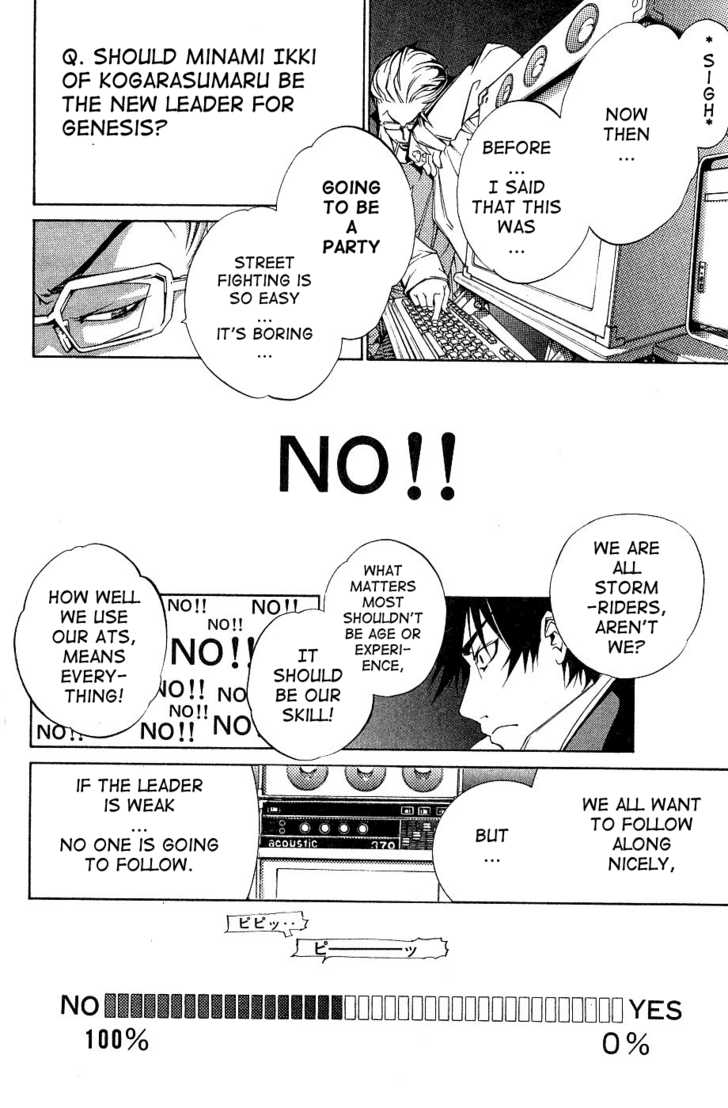 *SIGH*
NOW
THEN
...
BEFORE
...
I SAID
THAT THIS
WAS
...
GOING
TO BE
A
PARTY
Q. SHOULD MINAMI IKKI
OF KOGARASUMARU BE
THE NEW LEADER FOR
GENESIS?
STREET
FIGHTING IS
SO EASY
...
IT'S BORING
...
NO!!
WE ARE
ALL
STORM
-RIDERS,
AREN'T
WE?
WHAT
MATTERS
MOST
SHOULDN'T
BE AGE OR
EXPERI-
ENCE,
IT
SHOULD
BE OUR
SKILL!
NO!! NO!!
NO!!
NO!!
NO!! NO
NO!!
NO!! NO!! NO!
HOW WELL
WE USE
OUR ATS,
MEANS
EVERY-
THING!
WE ALL WANT
TO FOLLOW
ALONG
NICELY,
BUT
...
acoustic 370
IF THE LEADER
IS WEAK
...
NO ONE IS GOING
TO FOLLOW.
ピピッ··
ピーーーッ
NO YES
100% 0%